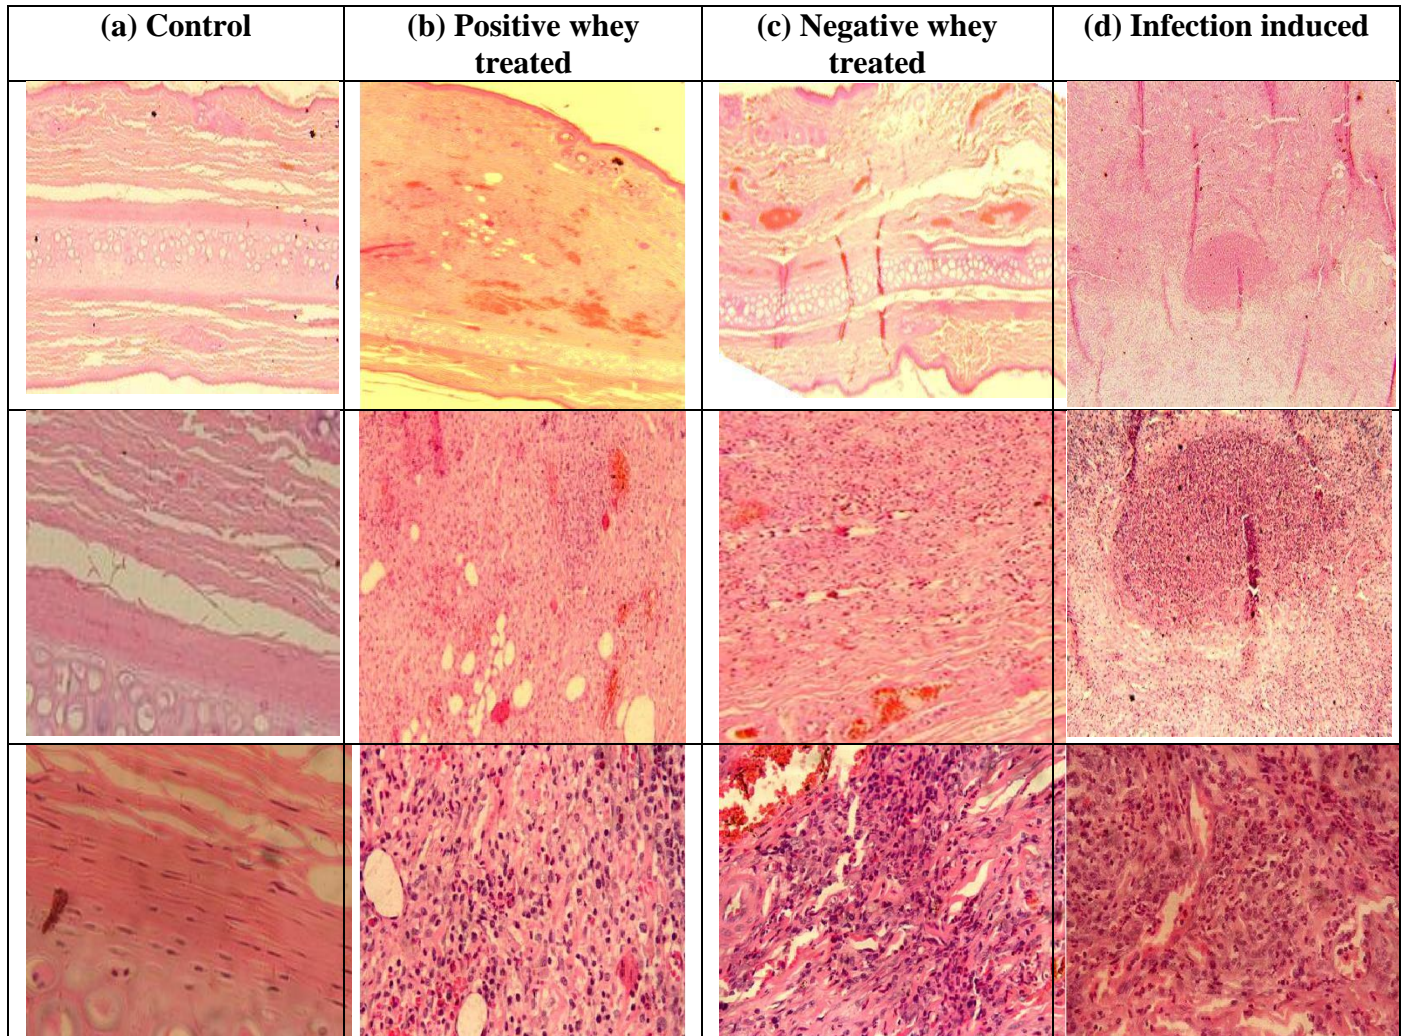 (a) Control
(b) Positive whey
treated
(c) Negative whey
treated
(d) Infection induced